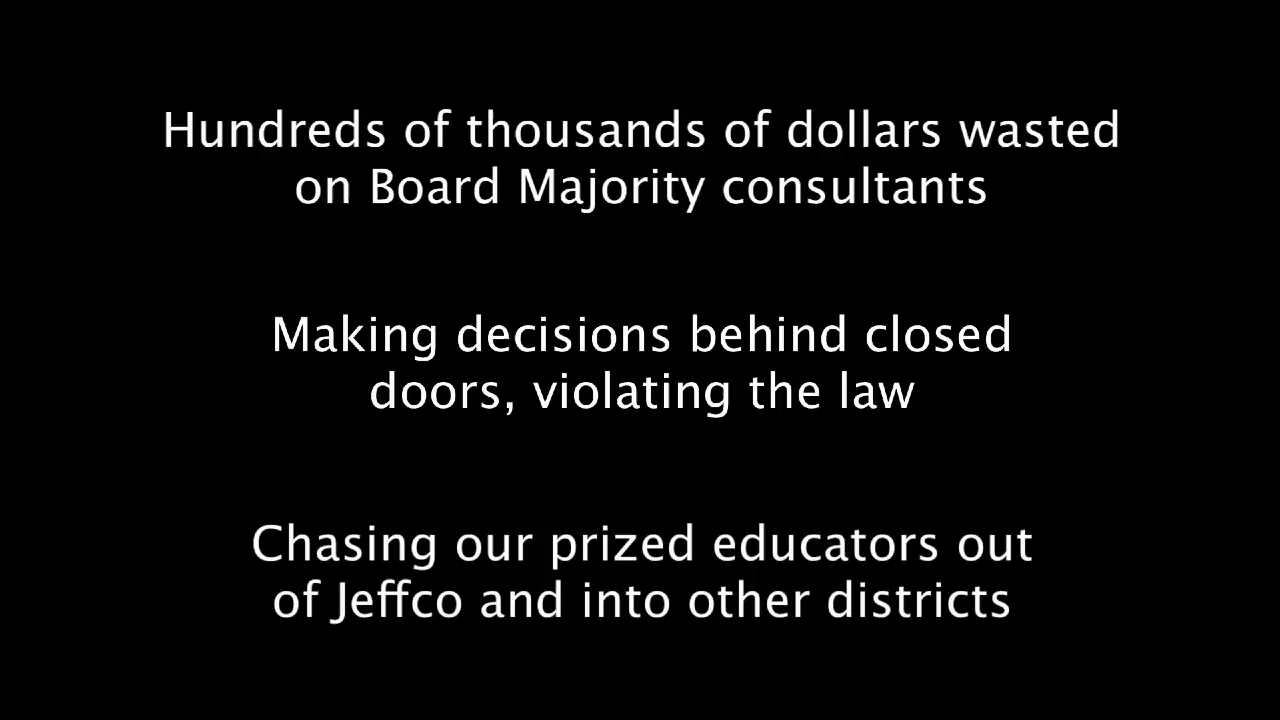 Hundreds of thousands of dollars wasted
on Board Majority consultants
Making decisions behind closed
doors, violating the law
Chasing our prized educators out
of Jeffco and into other districts